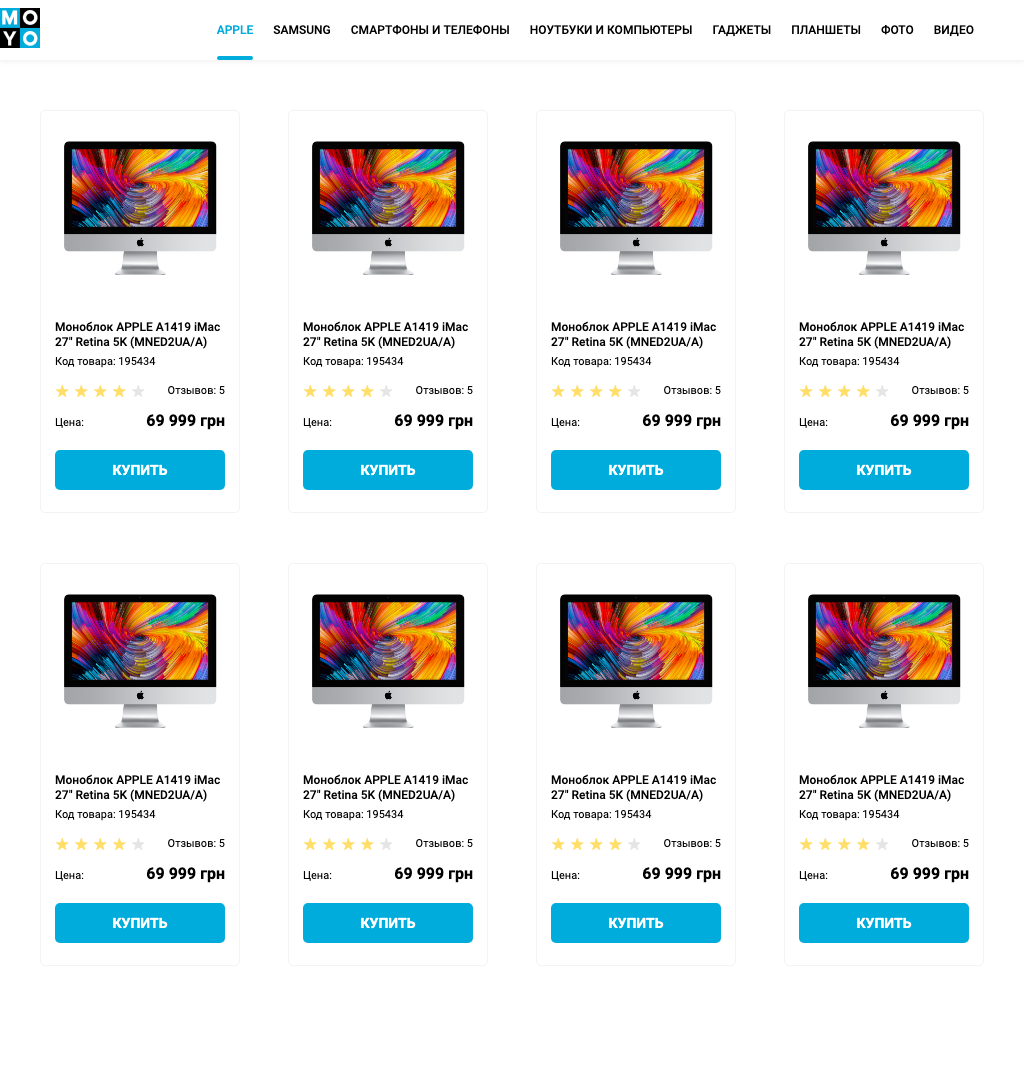 MO
YO
APPLE SAMSUNG СМАРТФОНЫ И ТЕЛЕФОНЫ НОУТБУКИ И КОМПЬЮТЕРЫ ГАДЖЕТЫ ПЛАНШЕТЫ ФОТО ВИДЕО
Моноблок APPLE A1419 iMac
27" Retina 5K (MNED2UA/A)
Код товара: 195434
Отзывов: 5
Цена: 69 999 грн
КУПИТЬ
Моноблок APPLE A1419 iMac
27" Retina 5K (MNED2UA/A)
Код товара: 195434
Отзывов: 5
Цена: 69 999 грн
КУПИТЬ
Моноблок APPLE A1419 iMac
27" Retina 5K (MNED2UA/A)
Код товара: 195434
Отзывов: 5
Цена: 69 999 грн
КУПИТЬ
Моноблок APPLE A1419 iMac
27" Retina 5K (MNED2UA/A)
Код товара: 195434
Отзывов: 5
Цена: 69 999 грн
КУПИТЬ
Моноблок APPLE A1419 iMac
27" Retina 5K (MNED2UA/A)
Код товара: 195434
Отзывов: 5
Цена: 69 999 грн
КУПИТЬ
Моноблок APPLE A1419 iMac
27" Retina 5K (MNED2UA/A)
Код товара: 195434
Отзывов: 5
Цена: 69 999 грн
КУПИТЬ
Моноблок APPLE A1419 iMac
27" Retina 5K (MNED2UA/A)
Код товара: 195434
Отзывов: 5
Цена: 69 999 грн
КУПИТЬ
Моноблок APPLE A1419 iMac
27" Retina 5K (MNED2UA/A)
Код товара: 195434
Отзывов: 5
Цена: 69 999 грн
КУПИТЬ